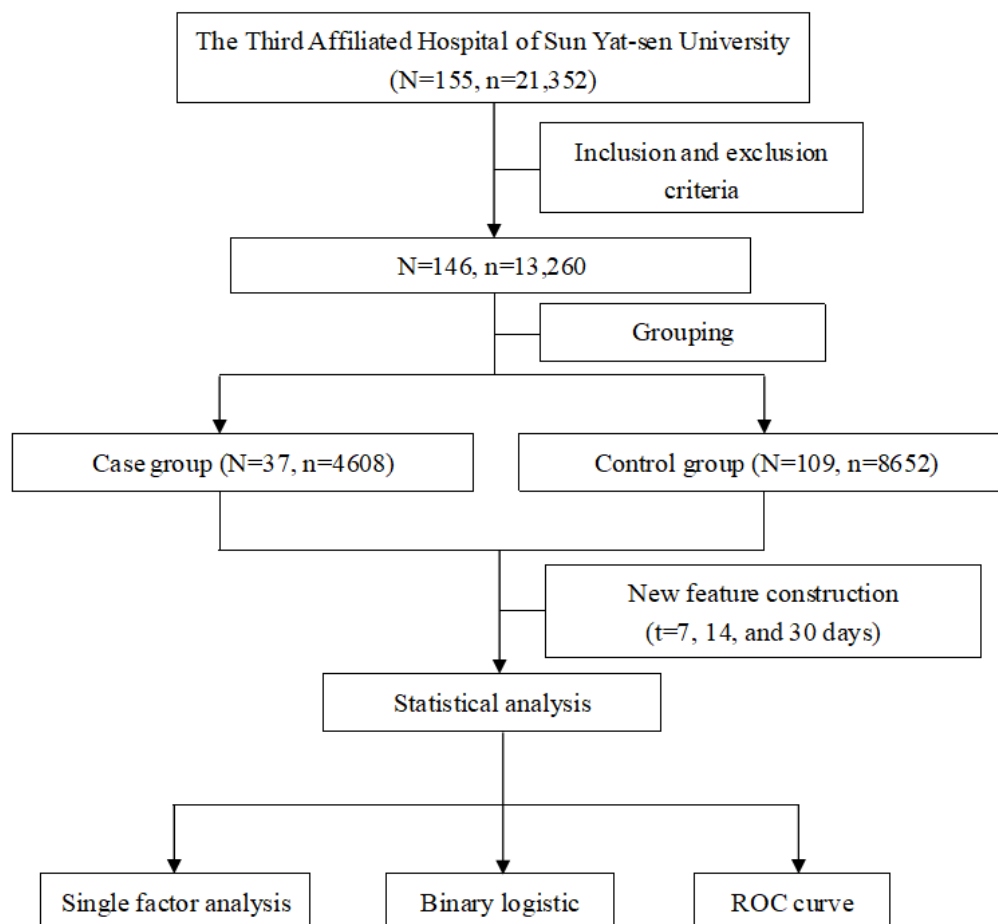 The Third Affiliated Hospital of Sun Yat-sen University
(N=155, n=21,352)
Inclusion and exclusion
criteria
N=146, n=13,260
Grouping
Case group (N=37, n=4608)
Control group (N=109, n=8652)
New feature construction
(t=7, 14, and 30 days)
Statistical analysis
Single factor analysis
Binary logistic
ROC curve